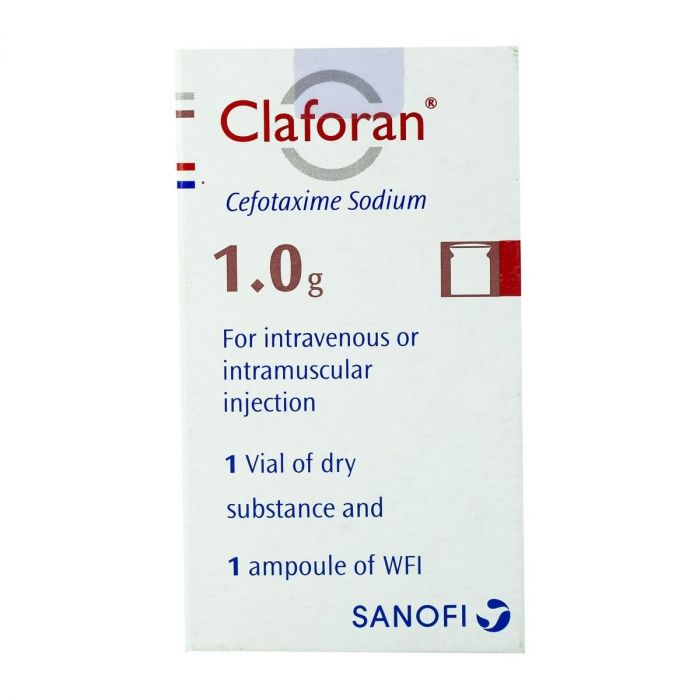 Claforan®
Cefotaxime Sodium
1.0g
For intravenous or
intramuscular
injection
1 Vial of dry
substance and
1 ampoule of WFI
SANOFI